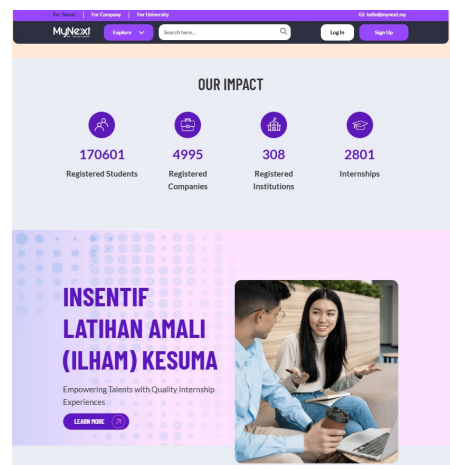 For Talent For Company For University hello@mynext.my
MyNext Explore Search here... Log In Sign Up
OUR IMPACT
170601 4995 308 2801
Registered Students Registered Companies Registered Institutions Internships
INSENTIF
LATIHAN AMALI
(ILHAM) KESUMA
Empowering Talents with Quality Internship
Experiences
LEARN MORE